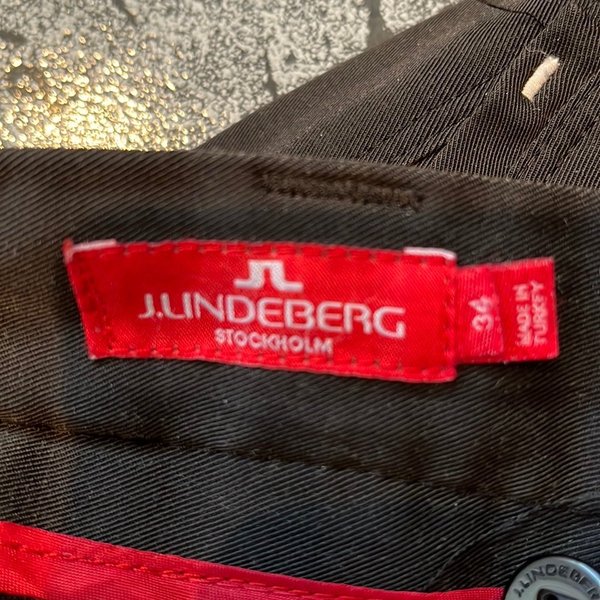 J.LINDEBERG
STOCKHOLM
34
MADE IN
TURKEY
J.LINDEBERG